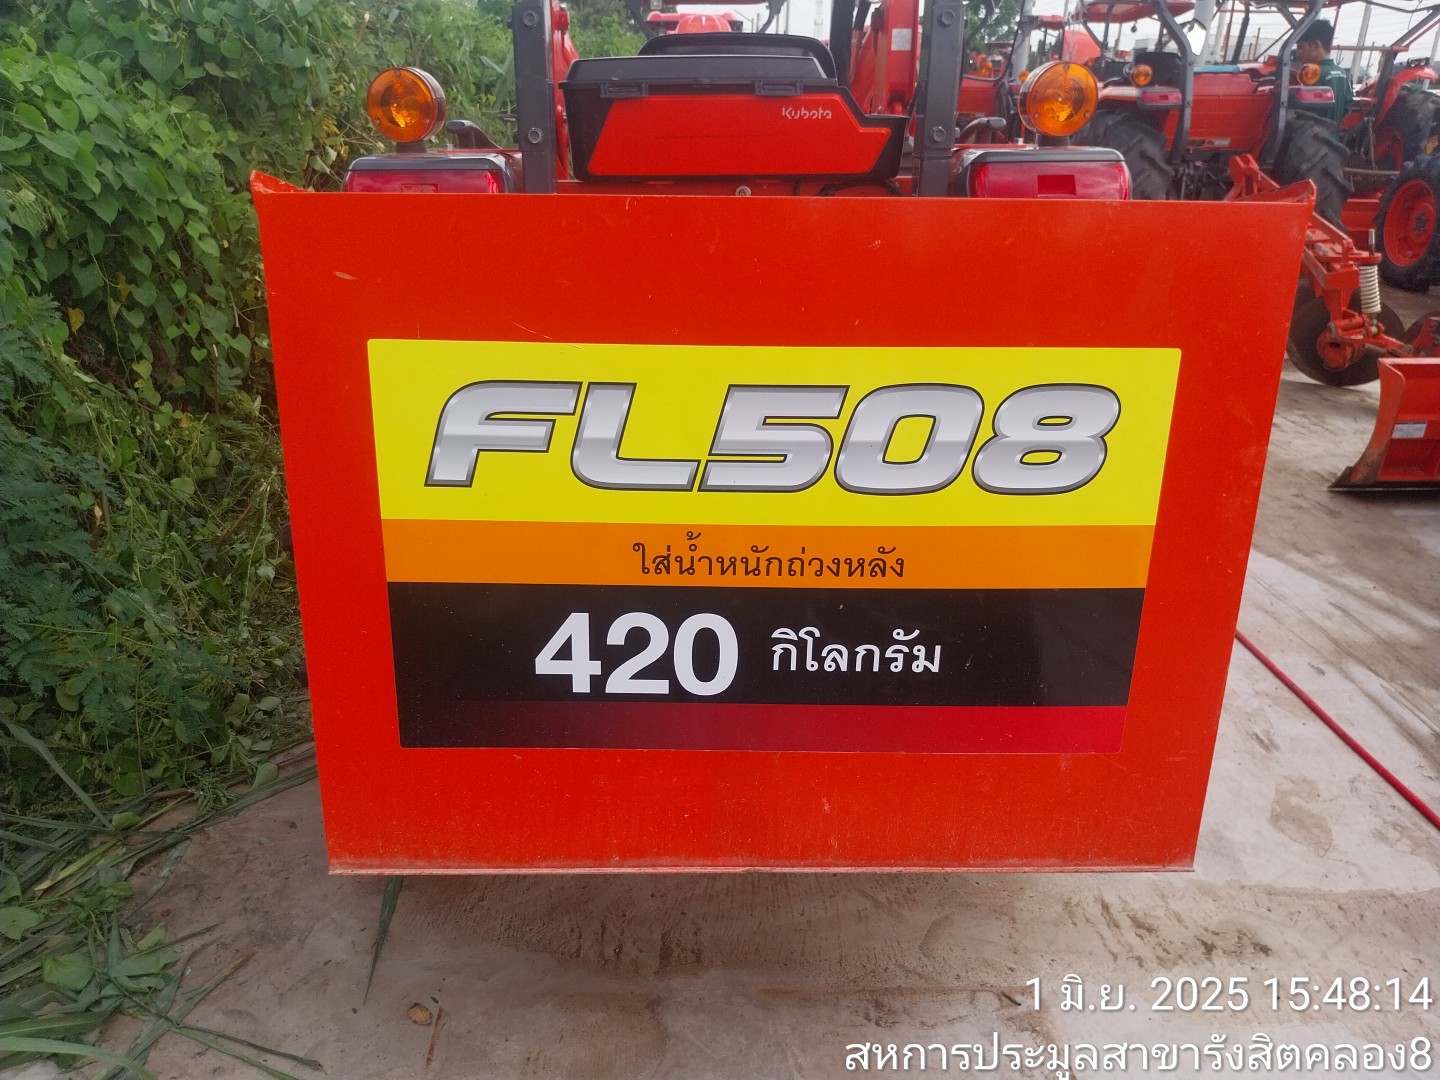 Kubota
FL508
ใส่น้ำหนักถ่วงหลัง
420 กิโลกรัม
1 มิ.ย. 2025 15:48:14
สหการประมูลสาขารังสิตคลอง8